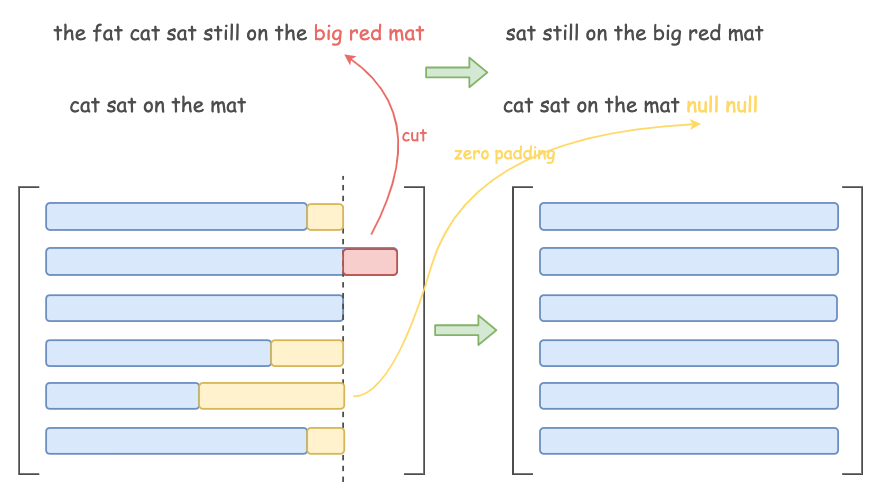 the fat cat sat still on the big red mat
sat still on the big red mat
cat sat on the mat
cat sat on the mat null null
cut
zero padding